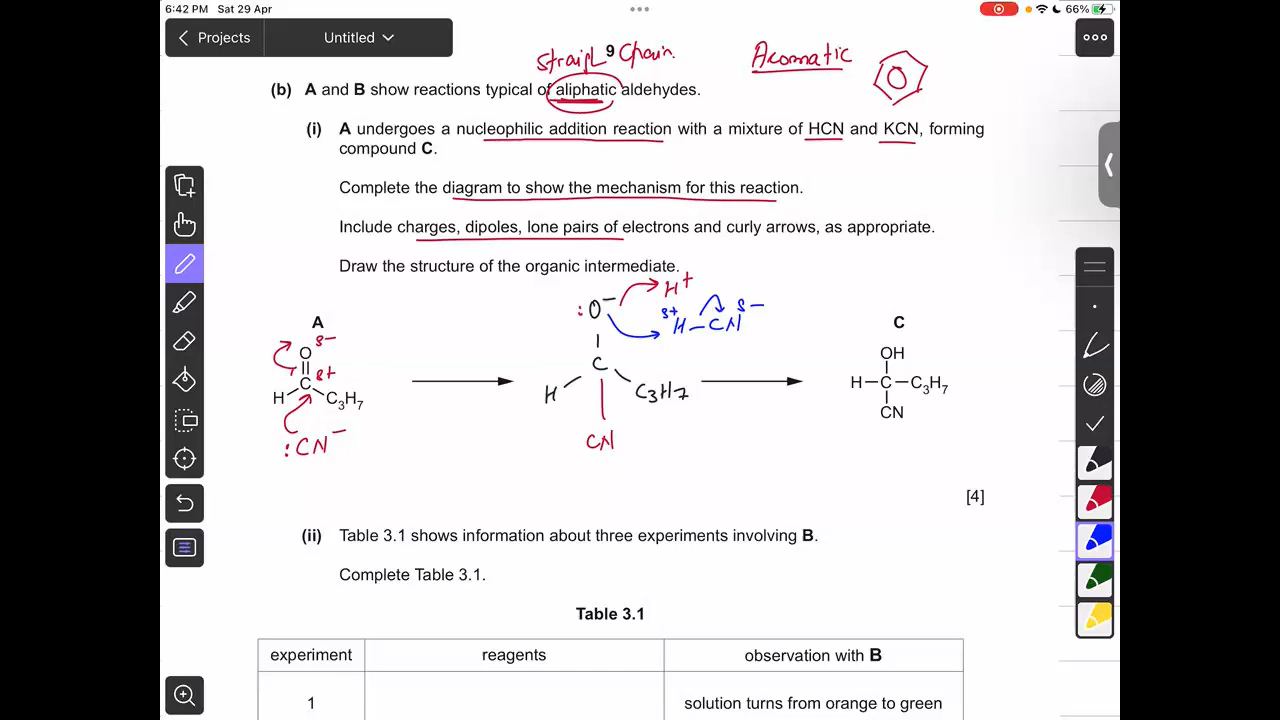 6:42 PM Sat 29 Apr
66%
Projects
Untitled
9
Straight Chain.
Aromatic
(b) A and B show reactions typical of aliphatic aldehydes.
(i) A undergoes a nucleophilic addition reaction with a mixture of HCN and KCN, forming
compound C.
Complete the diagram to show the mechanism for this reaction.
Include charges, dipoles, lone pairs of electrons and curly arrows, as appropriate.
Draw the structure of the organic intermediate.
A
O δ−
C δ+
H C₃H₇
:CN⁻
:O⁻
H⁺
δ+ H–CN δ−
C
H C₃H₇
CN
C
OH
H–C–C₃H₇
CN
[4]
(ii) Table 3.1 shows information about three experiments involving B.
Complete Table 3.1.
Table 3.1
experiment reagents observation with B
1 solution turns from orange to green